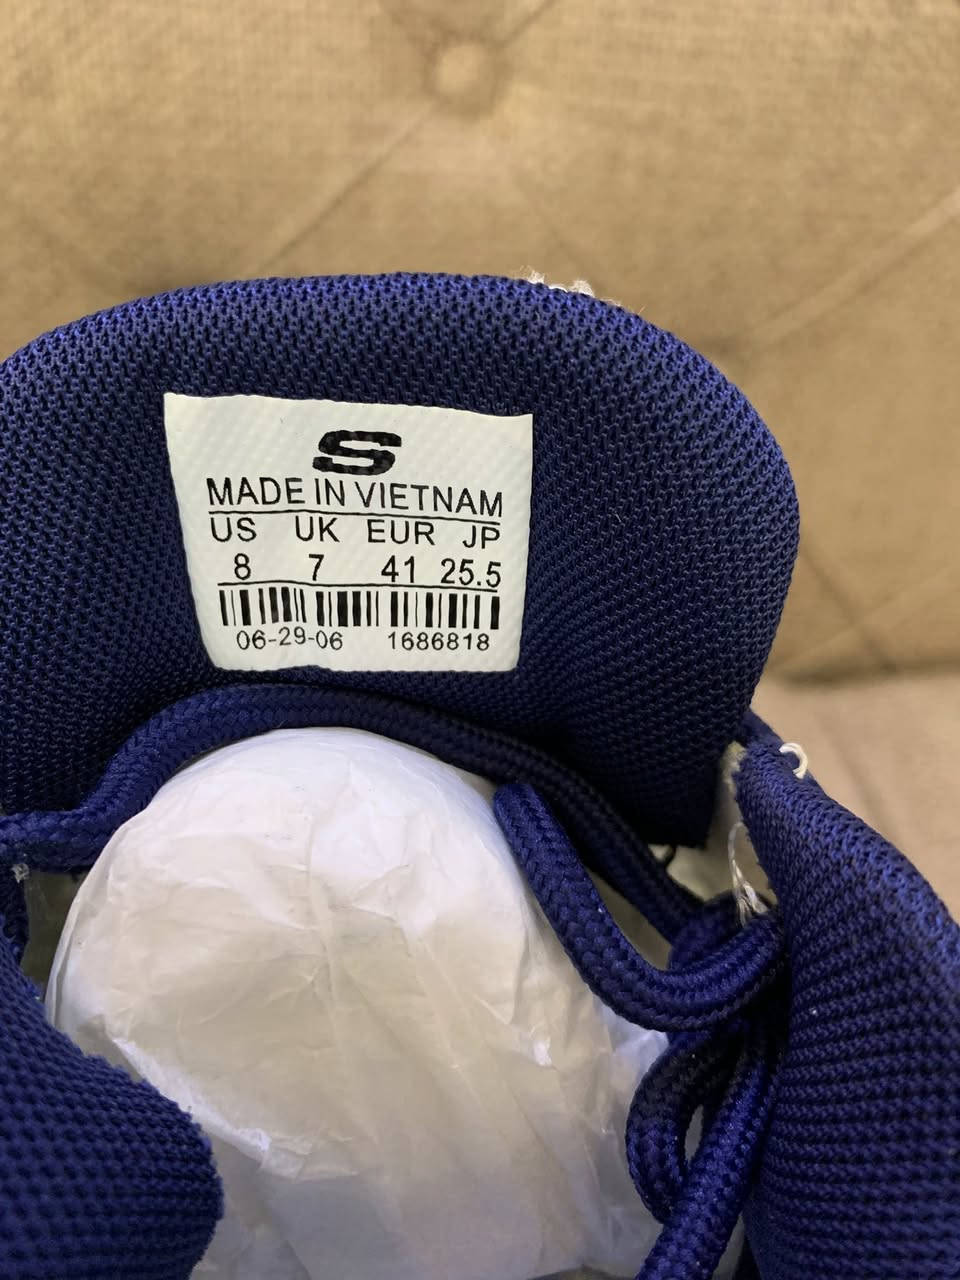 S
MADE IN VIETNAM
US UK EUR JP
8 7 41 25.5
06-29-06 1686818